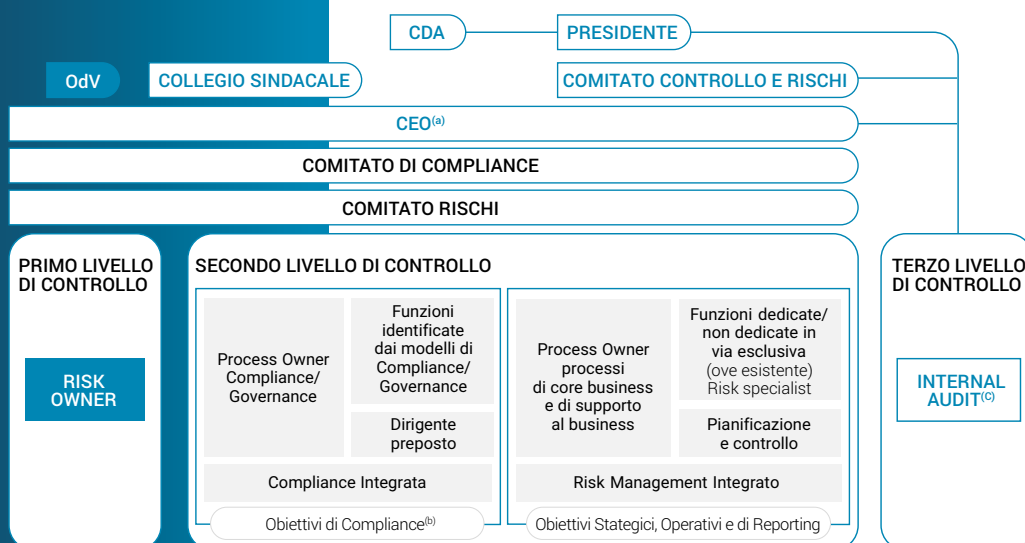 CDA
PRESIDENTE
OdV
COLLEGIO SINDACALE
COMITATO CONTROLLO E RISCHI
CEO(a)
COMITATO DI COMPLIANCE
COMITATO RISCHI
PRIMO LIVELLO
DI CONTROLLO
RISK
OWNER
SECONDO LIVELLO DI CONTROLLO
Process Owner
Compliance/
Governance
Funzioni
identificate
dai modelli di
Compliance/
Governance
Dirigente
preposto
Compliance Integrata
Obiettivi di Compliance(b)
Process Owner
processi
di core business
e di supporto
al business
Funzioni dedicate/
non dedicate in
via esclusiva
(ove esistente)
Risk specialist
Pianificazione
e controllo
Risk Management Integrato
Obiettivi Stategici, Operativi e di Reporting
TERZO LIVELLO
DI CONTROLLO
INTERNAL
AUDIT(C)